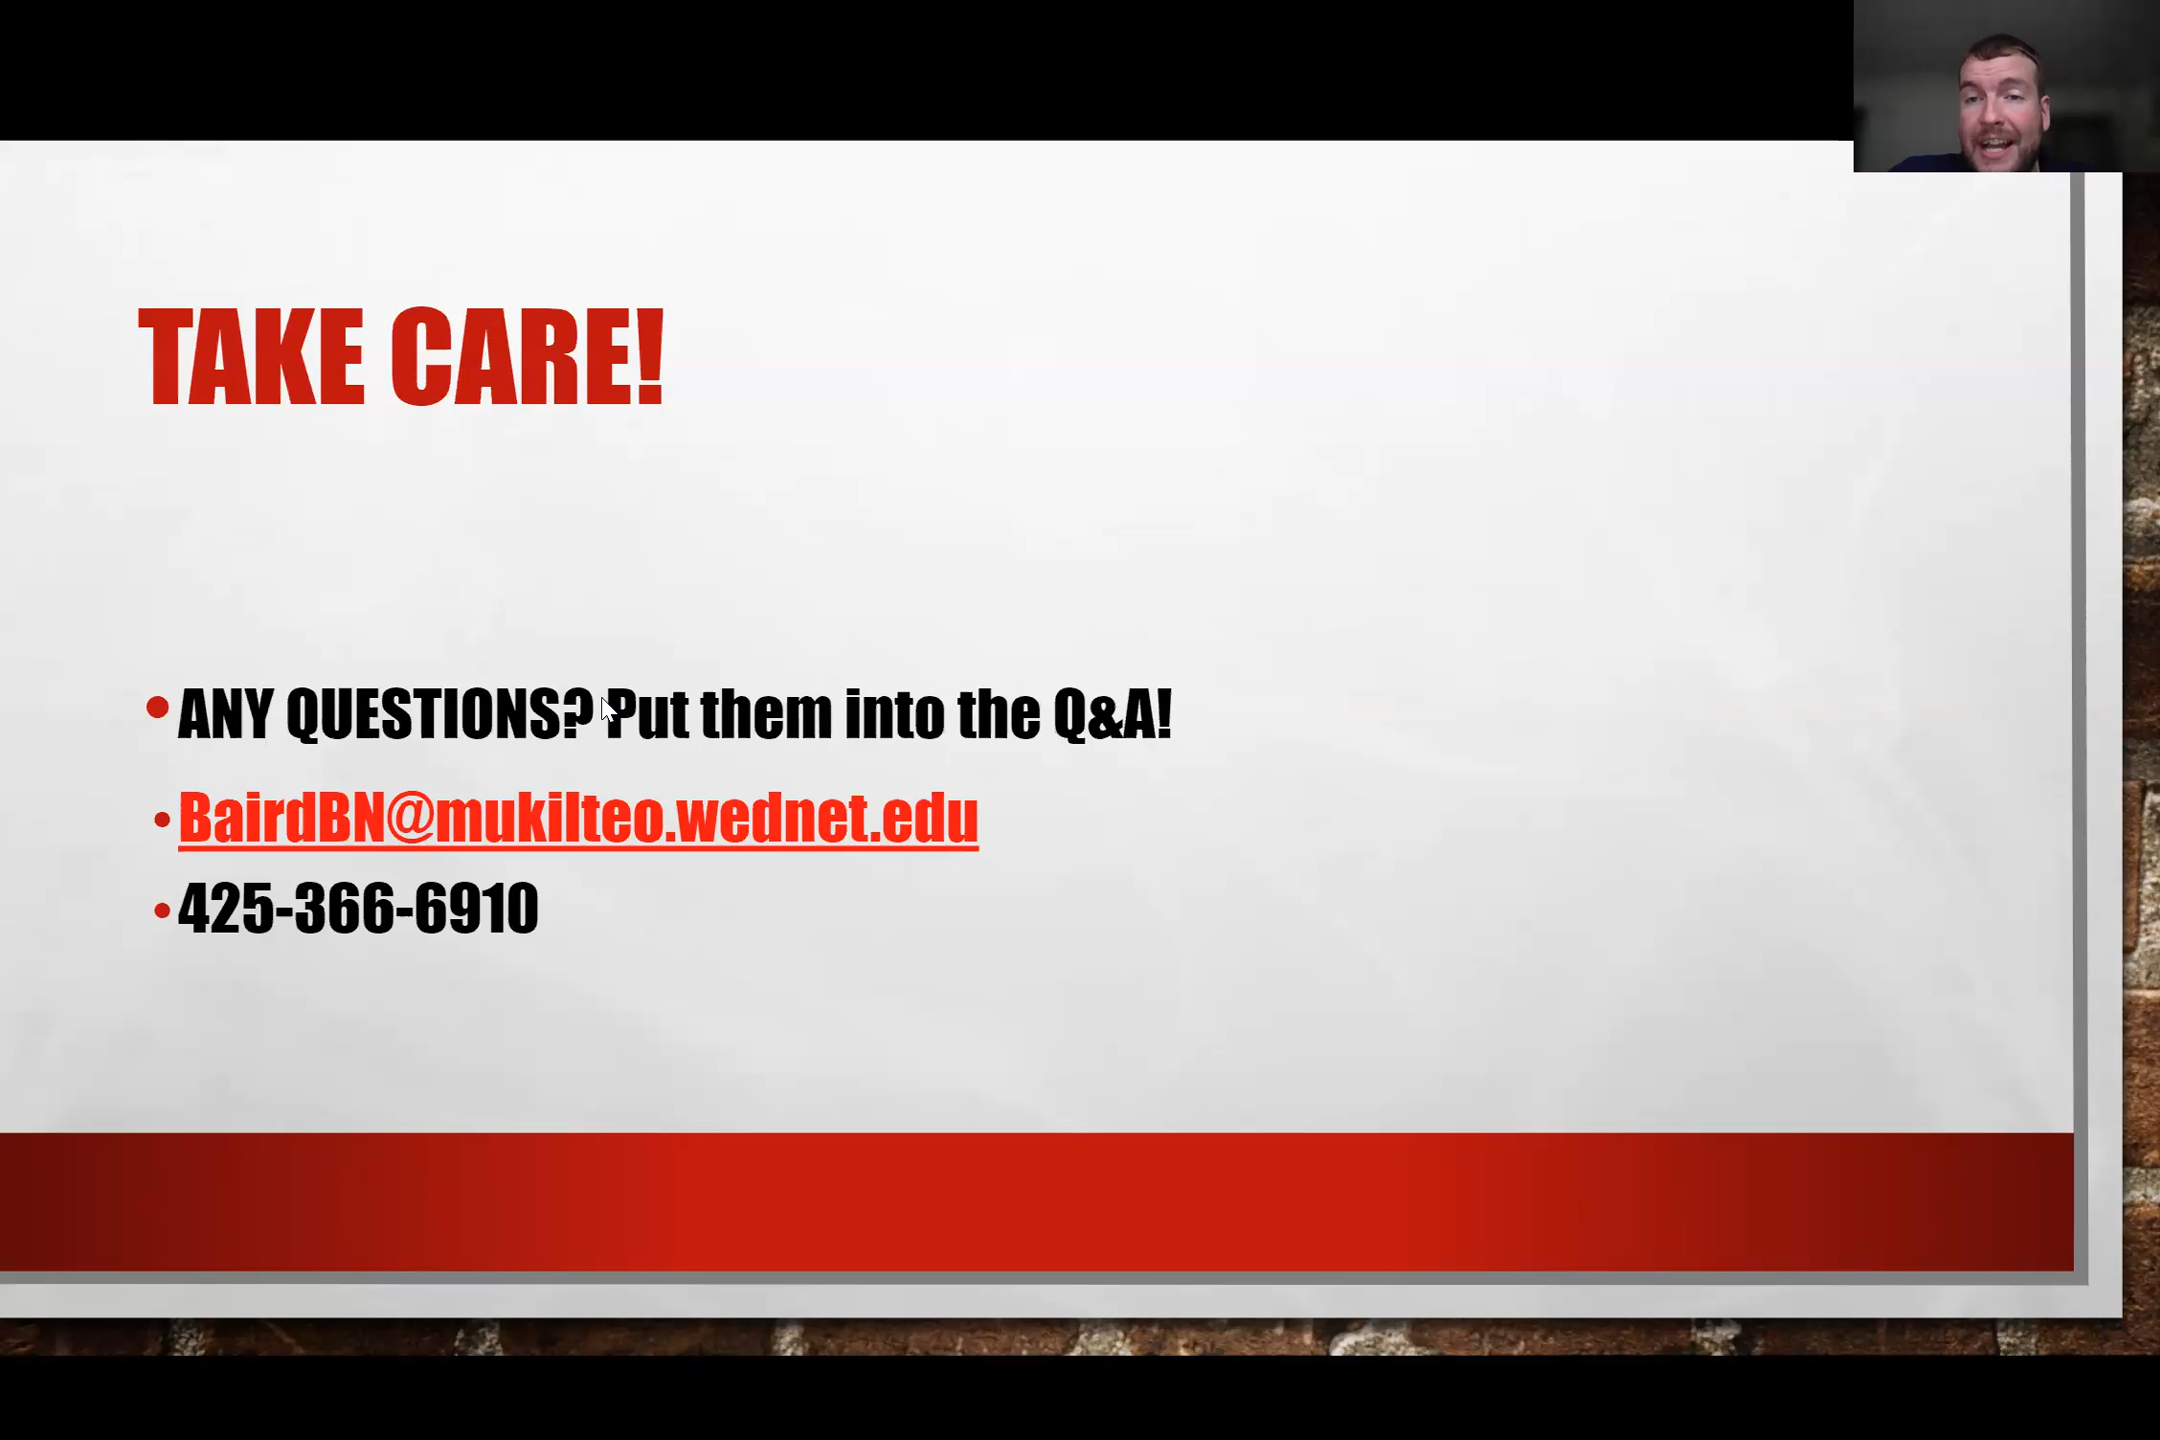 TAKE CARE!
ANY QUESTIONS? Put them into the Q&A!
BairdBN@mukilteo.wednet.edu
425-366-6910